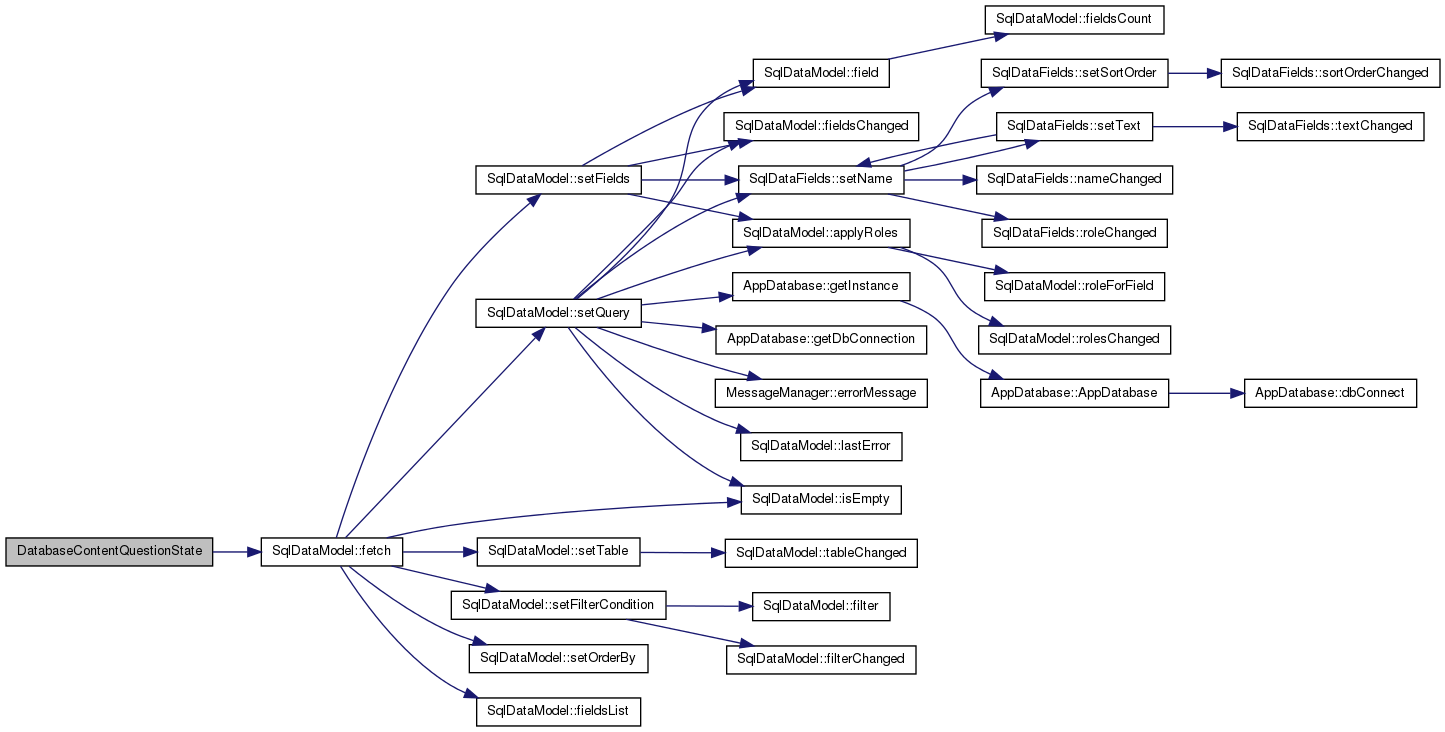 SqlDataModel::fieldsCount
SqlDataModel::field
SqlDataFields::setSortOrder
SqlDataFields::sortOrderChanged
SqlDataModel::fieldsChanged
SqlDataFields::setText
SqlDataFields::textChanged
SqlDataModel::setFields
SqlDataFields::setName
SqlDataFields::nameChanged
SqlDataModel::applyRoles
SqlDataFields::roleChanged
AppDatabase::getInstance
SqlDataModel::roleForField
SqlDataModel::setQuery
AppDatabase::getDbConnection
SqlDataModel::rolesChanged
MessageManager::errorMessage
AppDatabase::AppDatabase
AppDatabase::dbConnect
SqlDataModel::lastError
SqlDataModel::isEmpty
DatabaseContentQuestionState
SqlDataModel::fetch
SqlDataModel::setTable
SqlDataModel::tableChanged
SqlDataModel::setFilterCondition
SqlDataModel::filter
SqlDataModel::setOrderBy
SqlDataModel::filterChanged
SqlDataModel::fieldsList